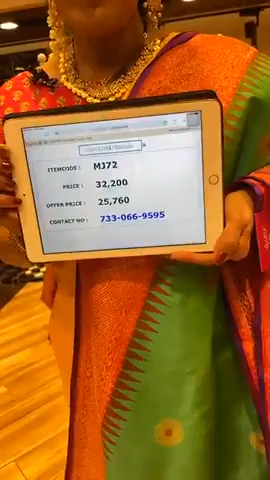 ITEMCODE : MJ72
PRICE : 32,200
OFFER PRICE : 25,760
CONTACT NO : 733-066-9595